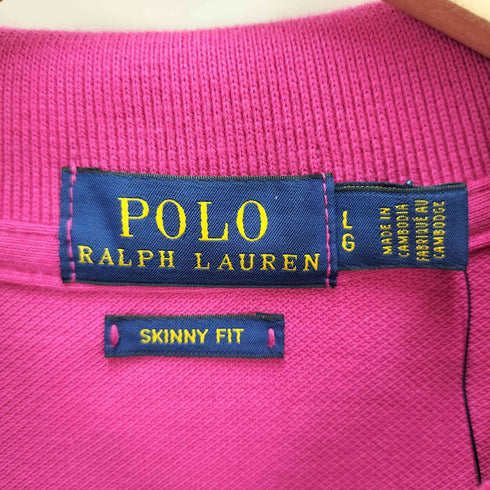 POLO
RALPH LAUREN
L
G
MADE IN
CAMBODIA
FABRIQUÉ AU
CAMBODGE
SKINNY FIT